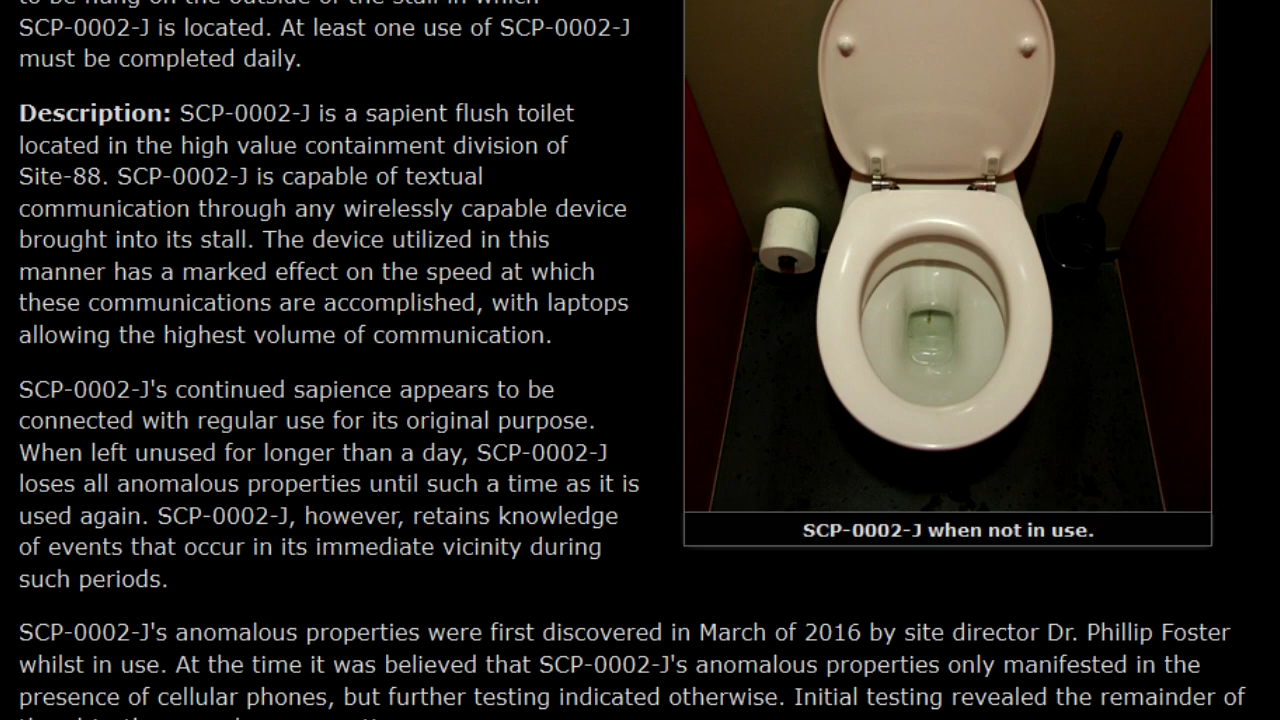 to be hung on the outside of the stall in which
SCP-0002-J is located. At least one use of SCP-0002-J
must be completed daily.
Description: SCP-0002-J is a sapient flush toilet
located in the high value containment division of
Site-88. SCP-0002-J is capable of textual
communication through any wirelessly capable device
brought into its stall. The device utilized in this
manner has a marked effect on the speed at which
these communications are accomplished, with laptops
allowing the highest volume of communication.
SCP-0002-J's continued sapience appears to be
connected with regular use for its original purpose.
When left unused for longer than a day, SCP-0002-J
loses all anomalous properties until such a time as it is
used again. SCP-0002-J, however, retains knowledge
of events that occur in its immediate vicinity during
such periods.
SCP-0002-J when not in use.
SCP-0002-J's anomalous properties were first discovered in March of 2016 by site director Dr. Phillip Foster
whilst in use. At the time it was believed that SCP-0002-J's anomalous properties only manifested in the
presence of cellular phones, but further testing indicated otherwise. Initial testing revealed the remainder of